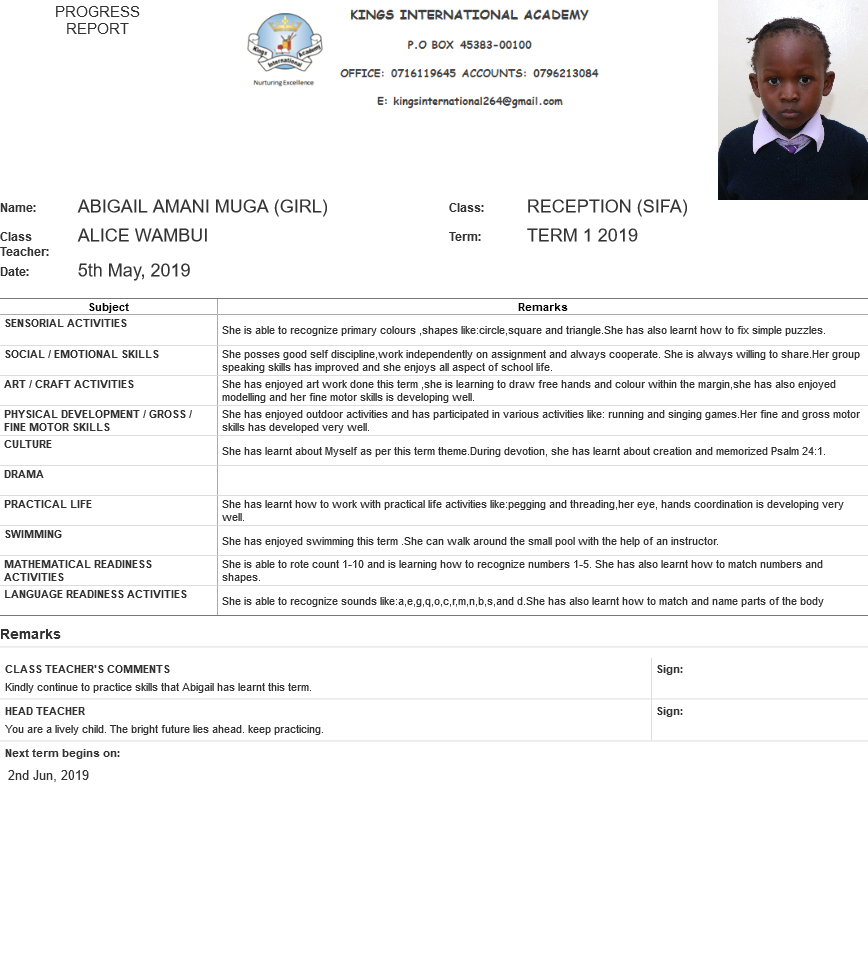 PROGRESS
REPORT
KINGS INTERNATIONAL ACADEMY
P.O BOX 45383-00100
OFFICE: 0716119645 ACCOUNTS: 0796213084
E: kingsinternational264@gmail.com
Kings International Academy
Nurturing Excellence
Name: ABIGAIL AMANI MUGA (GIRL) Class: RECEPTION (SIFA)
Class Teacher: ALICE WAMBUI Term: TERM 1 2019
Date: 5th May, 2019
Subject Remarks
SENSORIAL ACTIVITIES
She is able to recognize primary colours ,shapes like:circle,square and triangle.She has also learnt how to fix simple puzzles.
SOCIAL / EMOTIONAL SKILLS
She posses good self discipline,work independently on assignment and always cooperate. She is always willing to share.Her group
speaking skills has improved and she enjoys all aspect of school life.
ART / CRAFT ACTIVITIES
She has enjoyed art work done this term ,she is learning to draw free hands and colour within the margin,she has also enjoyed
modelling and her fine motor skills is developing well.
PHYSICAL DEVELOPMENT / GROSS /
FINE MOTOR SKILLS
She has enjoyed outdoor activities and has participated in various activities like: running and singing games.Her fine and gross motor
skills has developed very well.
CULTURE
She has learnt about Myself as per this term theme.During devotion, she has learnt about creation and memorized Psalm 24:1.
DRAMA
PRACTICAL LIFE
She has learnt how to work with practical life activities like:pegging and threading,her eye, hands coordination is developing very
well.
SWIMMING
She has enjoyed swimming this term .She can walk around the small pool with the help of an instructor.
MATHEMATICAL READINESS
ACTIVITIES
She is able to rote count 1-10 and is learning how to recognize numbers 1-5. She has also learnt how to match numbers and
shapes.
LANGUAGE READINESS ACTIVITIES
She is able to recognize sounds like:a,e,g,q,o,c,r,m,n,b,s,and d.She has also learnt how to match and name parts of the body
Remarks
CLASS TEACHER'S COMMENTS Sign:
Kindly continue to practice skills that Abigail has learnt this term.
HEAD TEACHER Sign:
You are a lively child. The bright future lies ahead. keep practicing.
Next term begins on:
2nd Jun, 2019